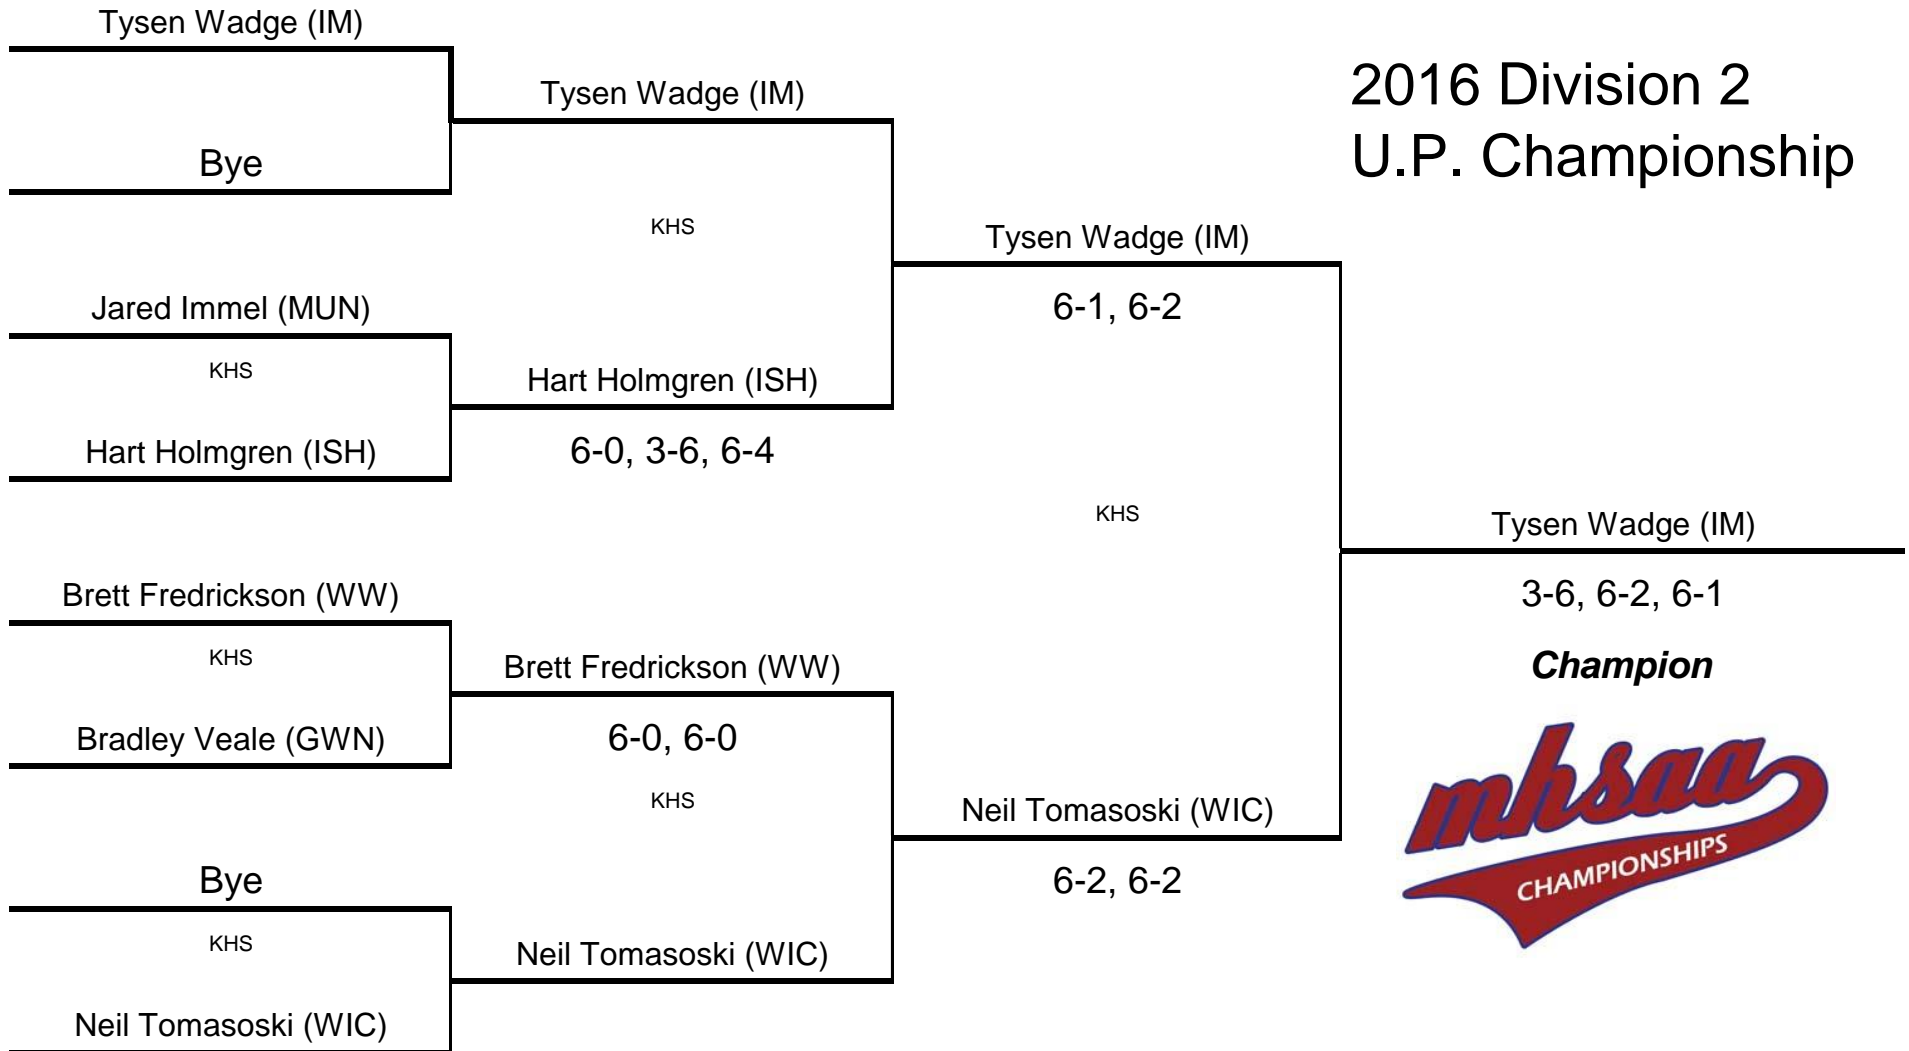 Tysen Wadge (IM)
Bye
Jared Immel (MUN)
KHS
Hart Holmgren (ISH)
Brett Fredrickson (WW)
KHS
Bradley Veale (GWN)
Bye
KHS
Neil Tomasoski (WIC)
Tysen Wadge (IM)
KHS
Hart Holmgren (ISH)
6-0, 3-6, 6-4
Brett Fredrickson (WW)
6-0, 6-0
KHS
Neil Tomasoski (WIC)
Tysen Wadge (IM)
6-1, 6-2
KHS
Neil Tomasoski (WIC)
6-2, 6-2
2016 Division 2
U.P. Championship
Tysen Wadge (IM)
3-6, 6-2, 6-1
Champion
mhsaa
CHAMPIONSHIPS